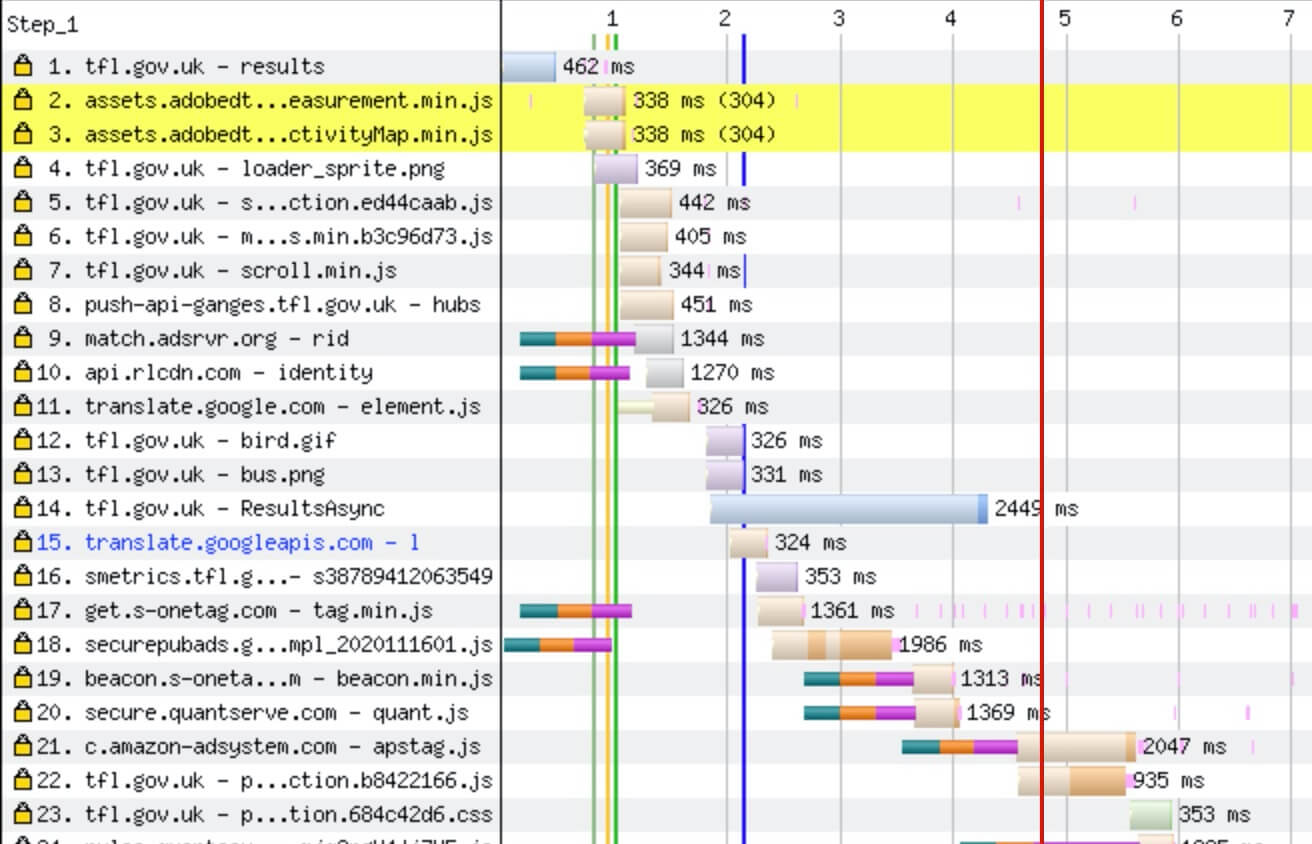 Step_1 1 2 3 4 5 6 7
1. tfl.gov.uk – results 462 ms
2. assets.adobedt...easurement.min.js 338 ms (304)
3. assets.adobedt...ctivityMap.min.js 338 ms (304)
4. tfl.gov.uk – loader_sprite.png 369 ms
5. tfl.gov.uk – s...ction.ed44caab.js 442 ms
6. tfl.gov.uk – m...s.min.b3c96d73.js 405 ms
7. tfl.gov.uk – scroll.min.js 344 ms
8. push-api-ganges.tfl.gov.uk – hubs 451 ms
9. match.adsrvr.org – rid 1344 ms
10. api.rlcdn.com – identity 1270 ms
11. translate.google.com – element.js 326 ms
12. tfl.gov.uk – bird.gif 326 ms
13. tfl.gov.uk – bus.png 331 ms
14. tfl.gov.uk – ResultsAsync 2449 ms
15. translate.googleapis.com – l 324 ms
16. smetrics.tfl.g...– s38789412063549 353 ms
17. get.s-onetag.com – tag.min.js 1361 ms
18. securepubads.g...mpl_2020111601.js 1986 ms
19. beacon.s-oneta...m – beacon.min.js 1313 ms
20. secure.quantserve.com – quant.js 1369 ms
21. c.amazon-adsystem.com – apstag.js 2047 ms
22. tfl.gov.uk – p...ction.b8422166.js 935 ms
23. tfl.gov.uk – p...tion.684c42d6.css 353 ms